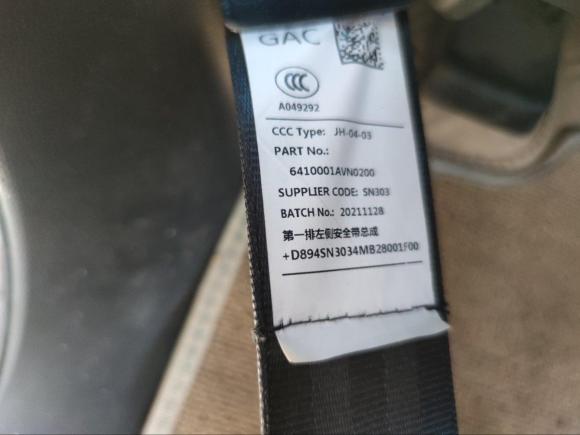 GAC
CCC
A049292
CCC Type: JH-04-03
PART No.:
6410001AVN0200
SUPPLIER CODE: SN303
BATCH No.: 20211128
第一排左侧安全带总成
+D894SN3034MB28001F00